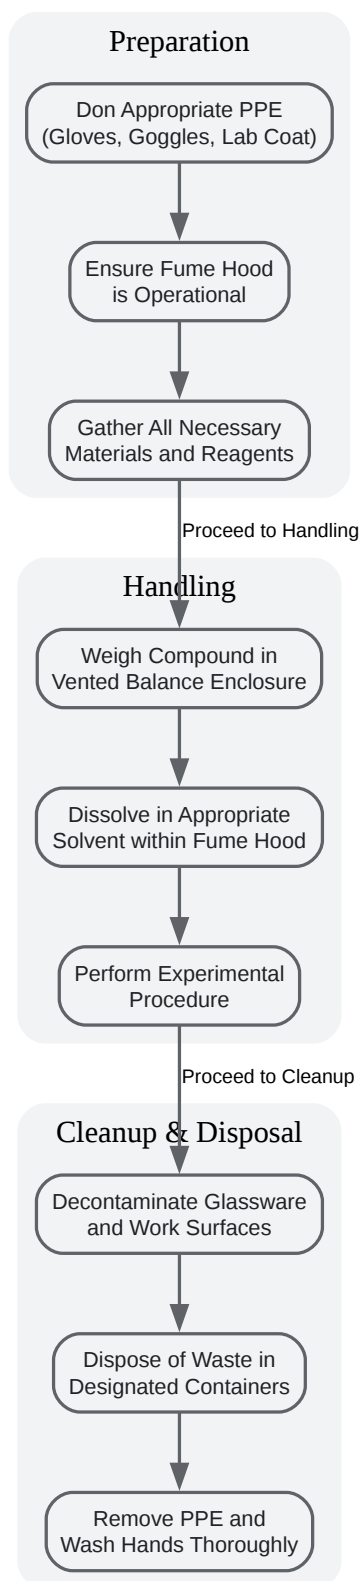 Preparation
Don Appropriate PPE
(Gloves, Goggles, Lab Coat)
Ensure Fume Hood
is Operational
Gather All Necessary
Materials and Reagents
Proceed to Handling
Handling
Weigh Compound in
Vented Balance Enclosure
Dissolve in Appropriate
Solvent within Fume Hood
Perform Experimental
Procedure
Proceed to Cleanup
Cleanup & Disposal
Decontaminate Glassware
and Work Surfaces
Dispose of Waste in
Designated Containers
Remove PPE and
Wash Hands Thoroughly